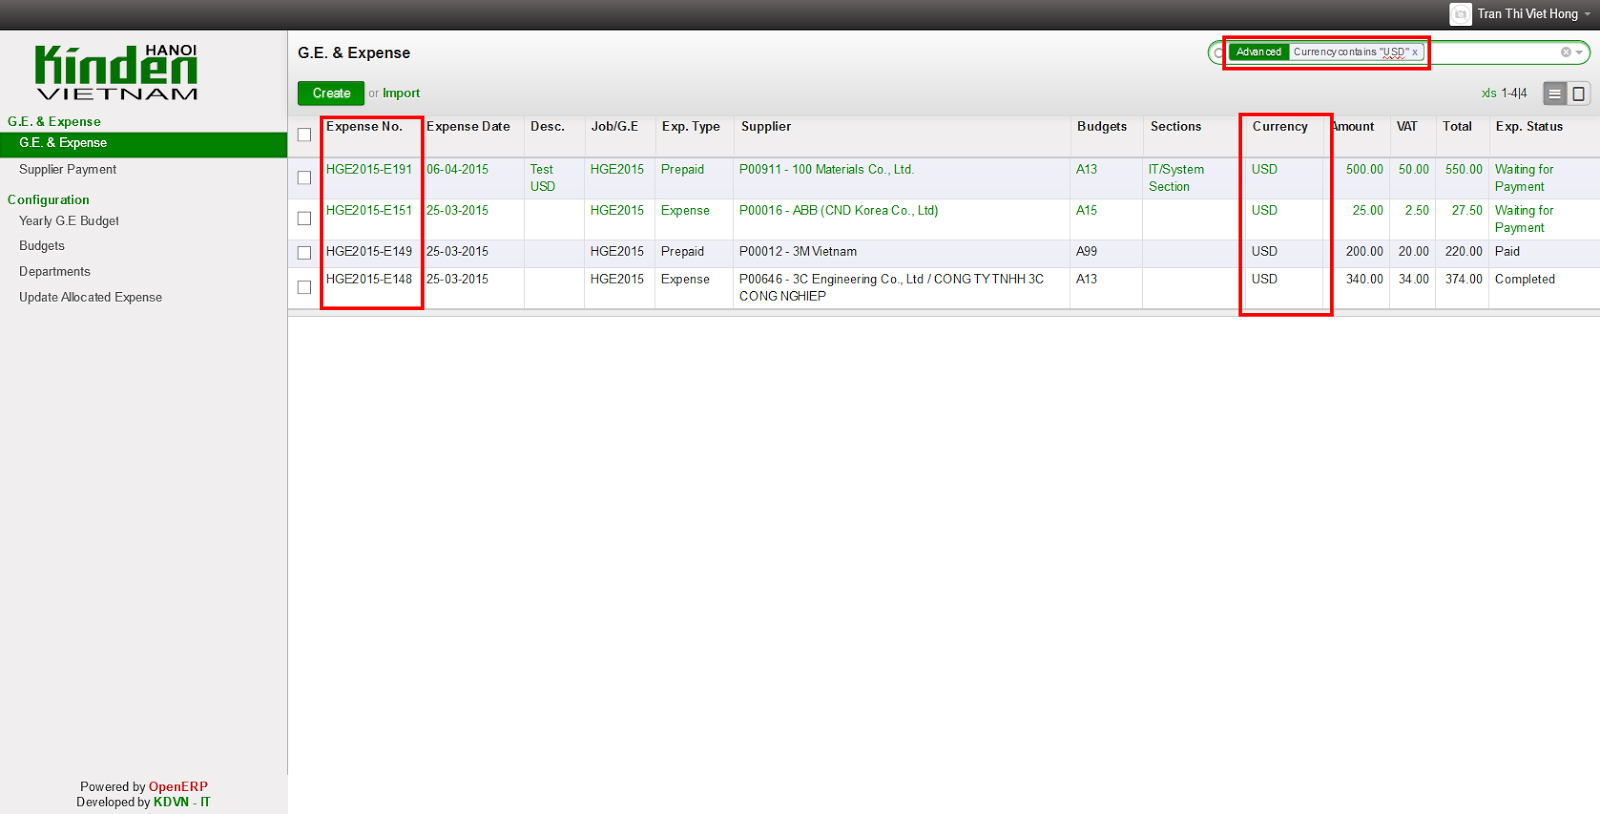 Tran Thi Viet Hong
HANOI
Kinden
VIETNAM
G.E. & Expense
G.E. & Expense
Supplier Payment
Configuration
Yearly G.E Budget
Budgets
Departments
Update Allocated Expense
Powered by OpenERP
Developed by KDVN - IT
G.E. & Expense
Advanced Currency contains "USD" x
Create or Import
xls 1-4|4
Expense No. Expense Date Desc. Job/G.E Exp. Type Supplier Budgets Sections Currency Amount VAT Total Exp. Status
HGE2015-E191 06-04-2015 Test HGE2015 Prepaid P00911 - 100 Materials Co., Ltd. A13 IT/System USD 500.00 50.00 550.00 Waiting for
USD Section Payment
HGE2015-E151 25-03-2015 HGE2015 Expense P00016 - ABB (CND Korea Co., Ltd) A15 USD 25.00 2.50 27.50 Waiting for
Payment
HGE2015-E149 25-03-2015 HGE2015 Prepaid P00012 - 3M Vietnam A99 USD 200.00 20.00 220.00 Paid
HGE2015-E148 25-03-2015 HGE2015 Expense P00646 - 3C Engineering Co., Ltd / CONG TY TNHH 3C A13 USD 340.00 34.00 374.00 Completed
CONG NGHIEP